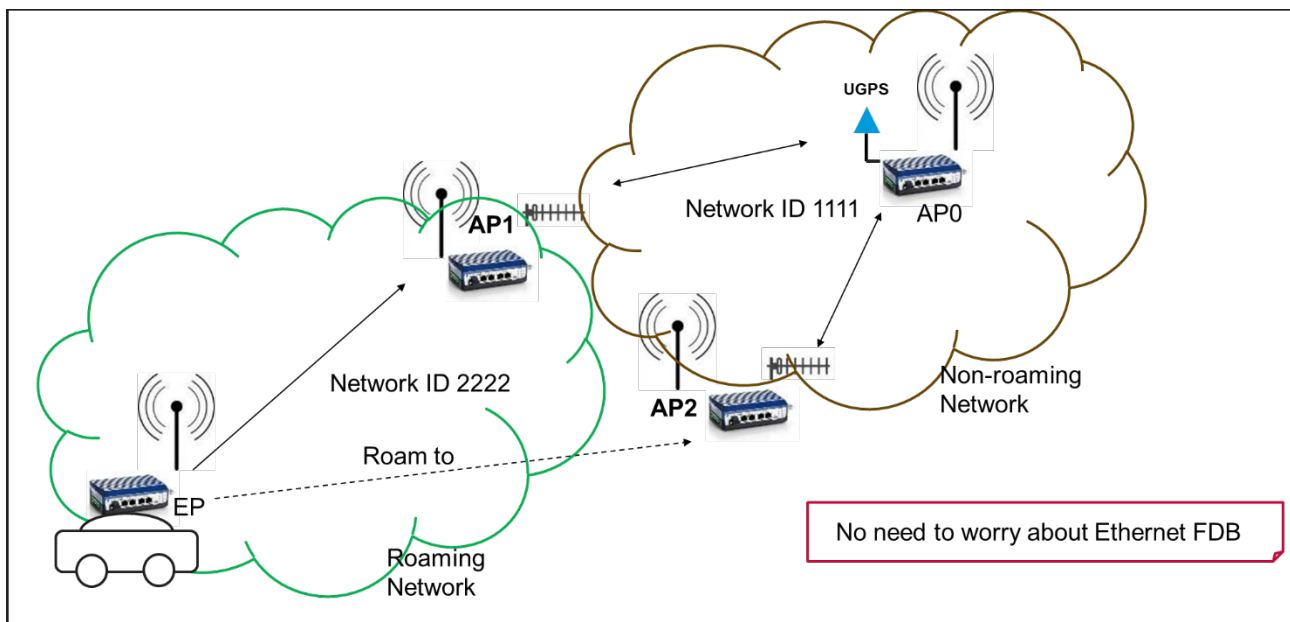 UGPS
AP0
Network ID 1111
AP1
Network ID 2222
AP2
Non-roaming
Network
Roam to
EP
Roaming
Network
No need to worry about Ethernet FDB